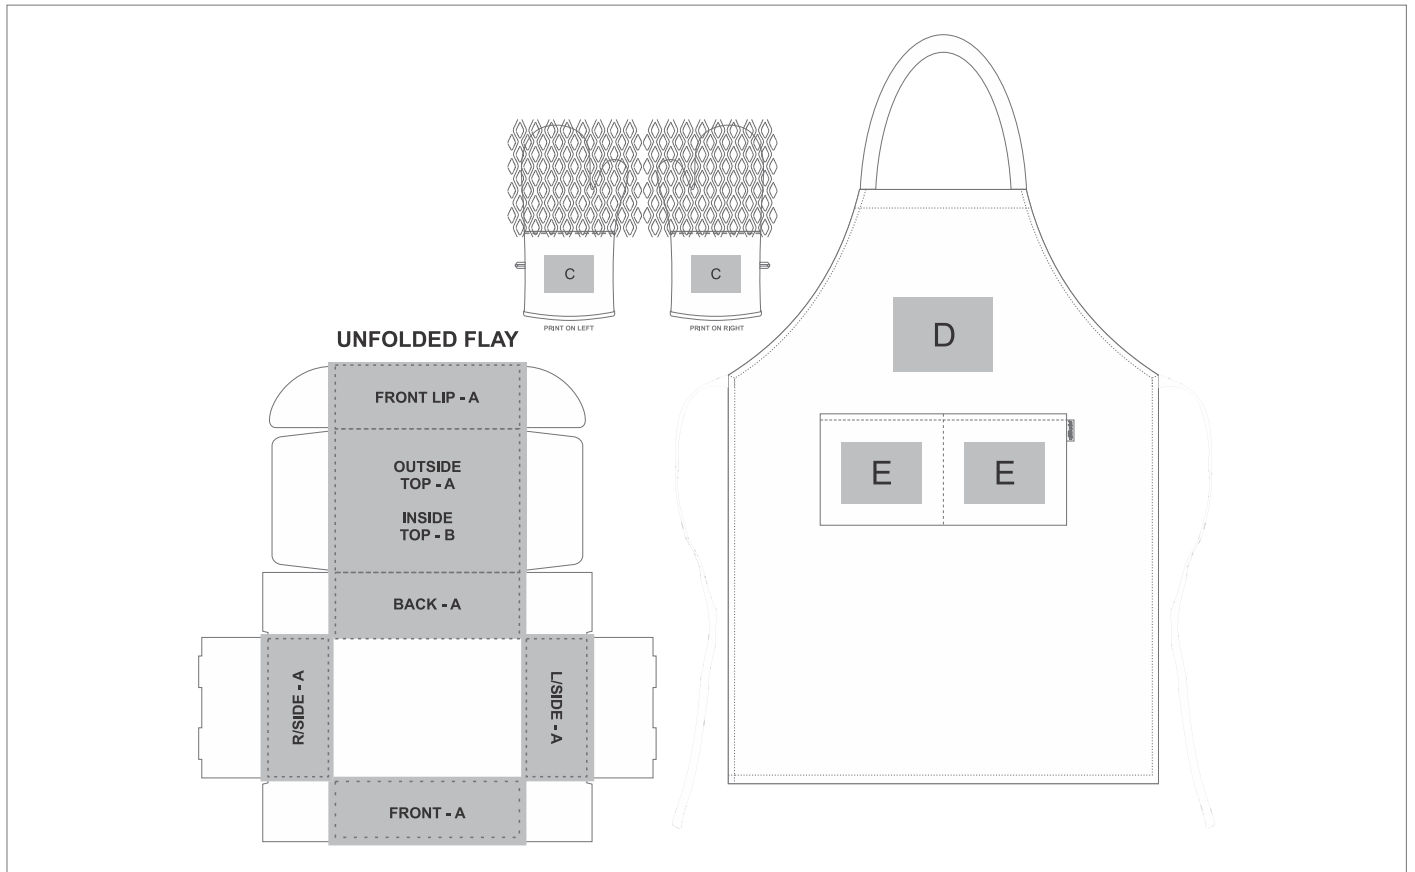 C
C
PRINT ON LEFT
PRINT ON RIGHT
UNFOLDED FLAY
FRONT LIP - A
OUTSIDE
TOP - A
INSIDE
TOP - B
BACK - A
R/SIDE - A
L/SIDE - A
FRONT - A
D
E
E